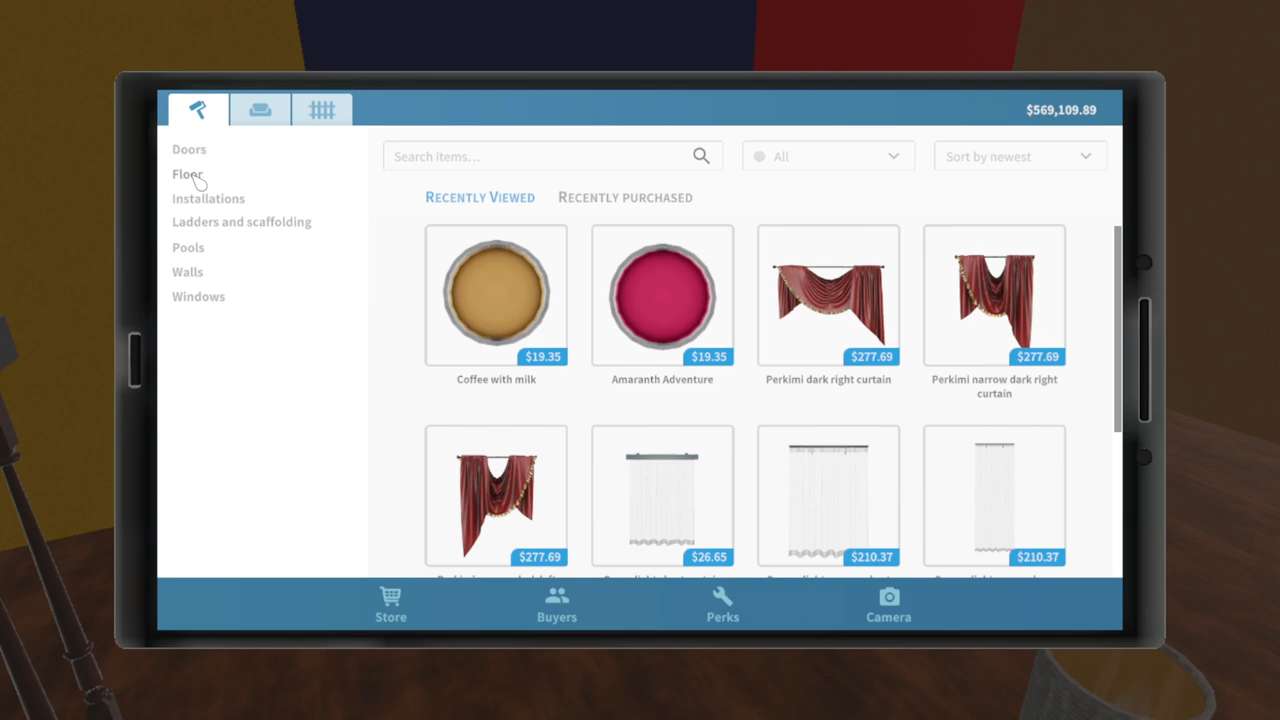 $569,109.89
Doors
Floor
Installations
Ladders and scaffolding
Pools
Walls
Windows
Search items...
All
Sort by newest
RECENTLY VIEWED
RECENTLY PURCHASED
$19.35
$19.35
$277.69
$277.69
Coffee with milk
Amaranth Adventure
Perkimi dark right curtain
Perkimi narrow dark right
curtain
$277.69
$26.65
$210.37
$210.37
Store
Buyers
Perks
Camera